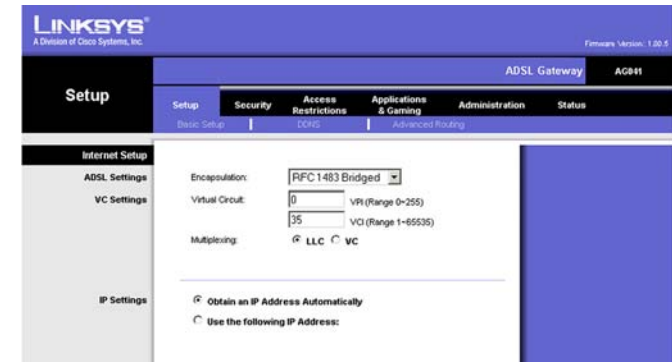 LINKSYS®
A Division of Cisco Systems, Inc.
Firmware Version: 1.00.5
ADSL Gateway AG041
Setup
Setup Security Access Restrictions Applications & Gaming Administration Status
Basic Setup | DDNS | Advanced Routing
Internet Setup
ADSL Settings
Encapsulation: RFC1483 Bridged
VC Settings
Virtual Circuit: 0 VPI (Range 0~255)
35 VCI (Range 1~65535)
Multiplexing: LLC VC
IP Settings
Obtain an IP Address Automatically
Use the following IP Address: